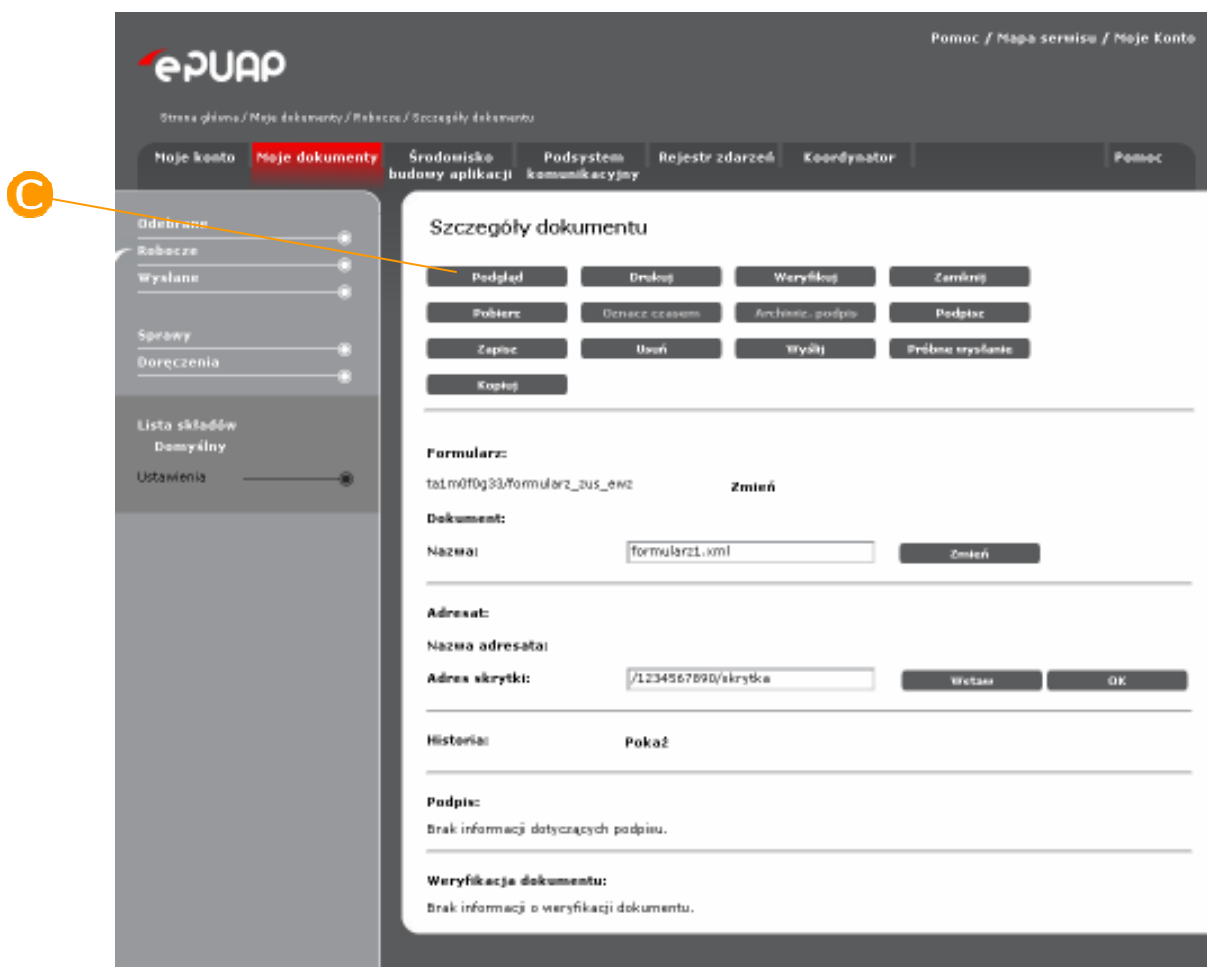 Pomoc / Mapa serwisu / Moje Konto
ePUAP
Strona główna / Moje dokumenty / Robocze / Szczegóły dokumentu
Moje konto Moje dokumenty Środowisko budowy aplikacji Podsystem komunikacyjny Rejestr zdarzeń Koordynator Pomoc
C
Odebrane
Robocze
Wysłane
Sprawy
Doręczenia
Lista składów
Domyślny
Ustawienia
Szczegóły dokumentu
Podgląd Drukuj Weryfikuj Zamknij
Pobierz Oznacz czasem Archiwiz. podpis Podpisz
Zapisz Usuń Wyślij Próbne wysłanie
Kopiuj
Formularz:
ta1m0f0g33/formularz_zus_ewz Zmień
Dokument:
Nazwa: formularz1.xml Zmień
Adresat:
Nazwa adresata:
Adres skrytki: /1234567890/skrytka Wstaw OK
Historia: Pokaż
Podpis:
Brak informacji dotyczących podpisu.
Weryfikacja dokumentu:
Brak informacji o weryfikacji dokumentu.